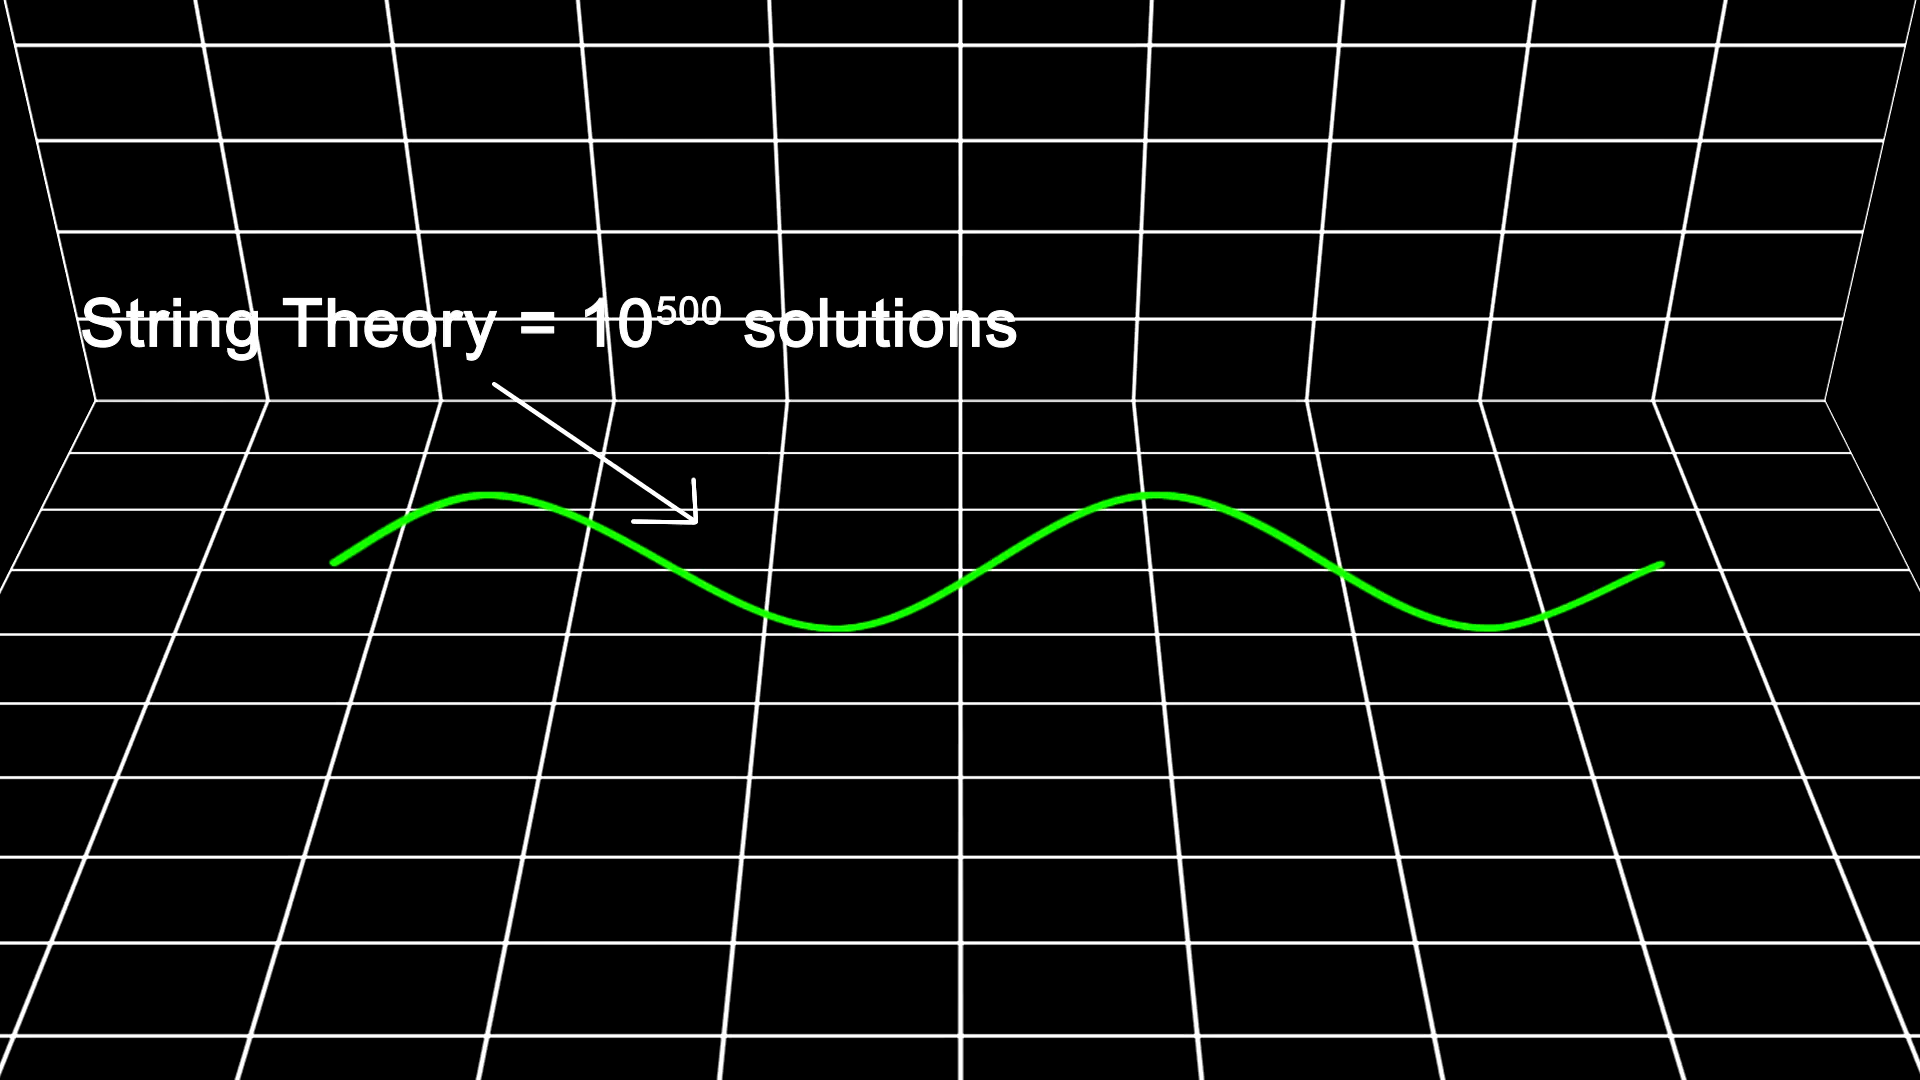 String Theory = 10⁵⁰⁰ solutions